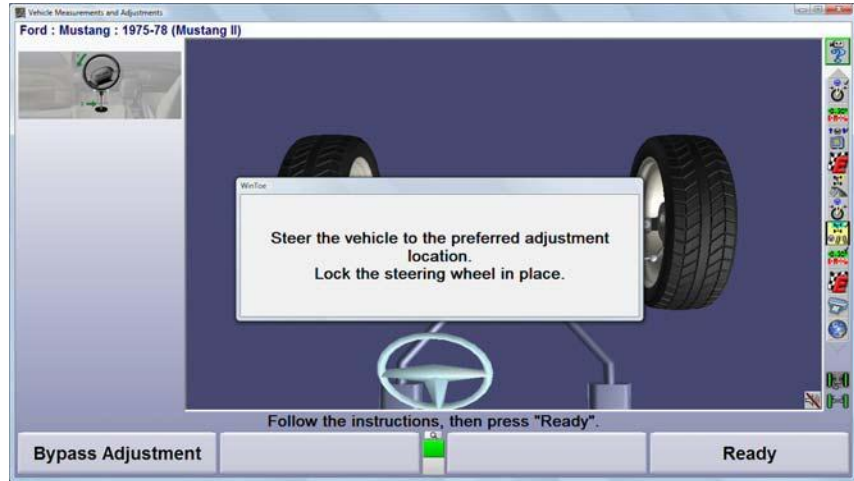 Vehicle Measurements and Adjustments
Ford : Mustang : 1975-78 (Mustang II)
WinToe
Steer the vehicle to the preferred adjustment
location.
Lock the steering wheel in place.
Follow the instructions, then press "Ready".
Bypass Adjustment
Ready